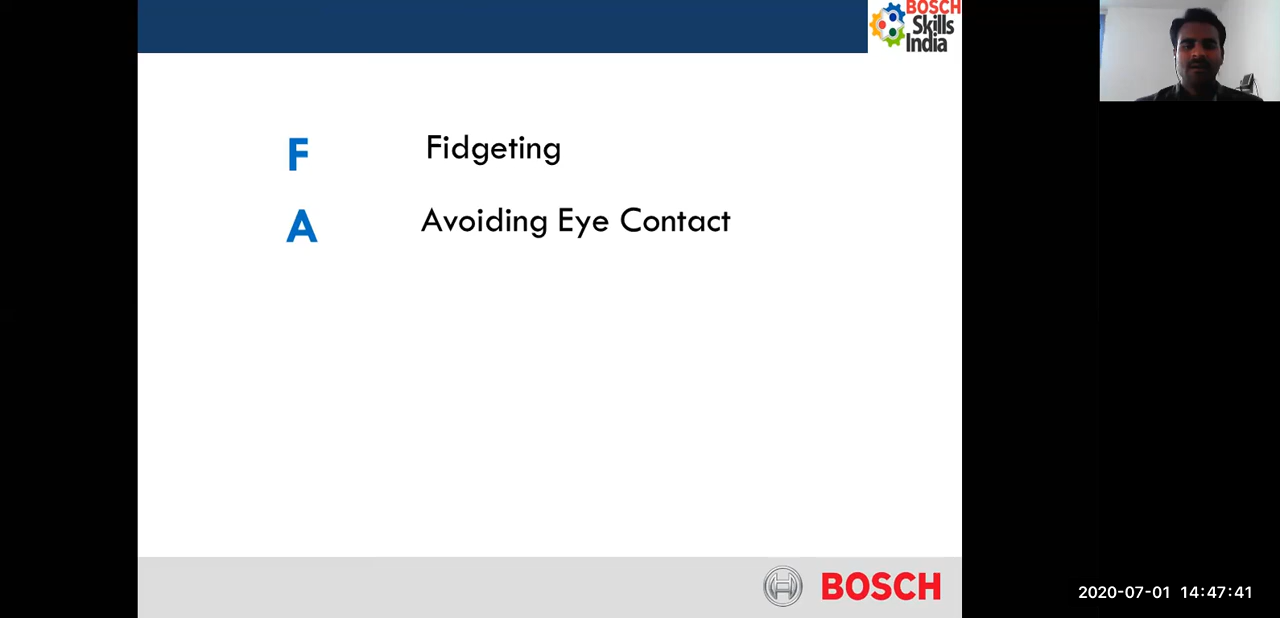 BOSCH
Skills
India
F Fidgeting
A Avoiding Eye Contact
BOSCH
2020-07-01 14:47:41